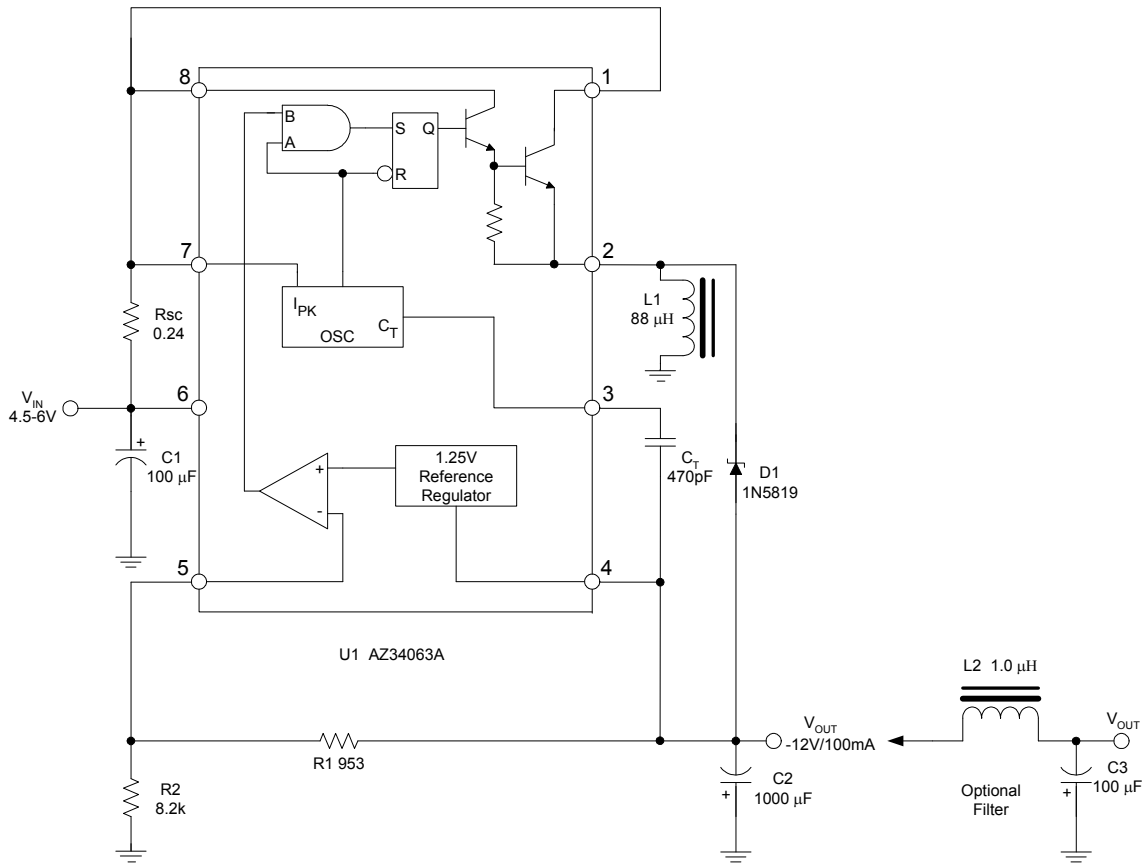 8
1
B
A
S
Q
R
7
2
I_PK
C_T
OSC
Rsc
0.24
L1
88 μH
V_IN
4.5-6V
6
3
+
C1
100 μF
C_T
470pF
D1
1N5819
1.25V
Reference
Regulator
+
-
5
4
U1 AZ34063A
L2 1.0 μH
V_OUT
-12V/100mA
V_OUT
R1 953
R2
8.2k
C2
1000 μF
+
Optional
Filter
C3
100 μF
+